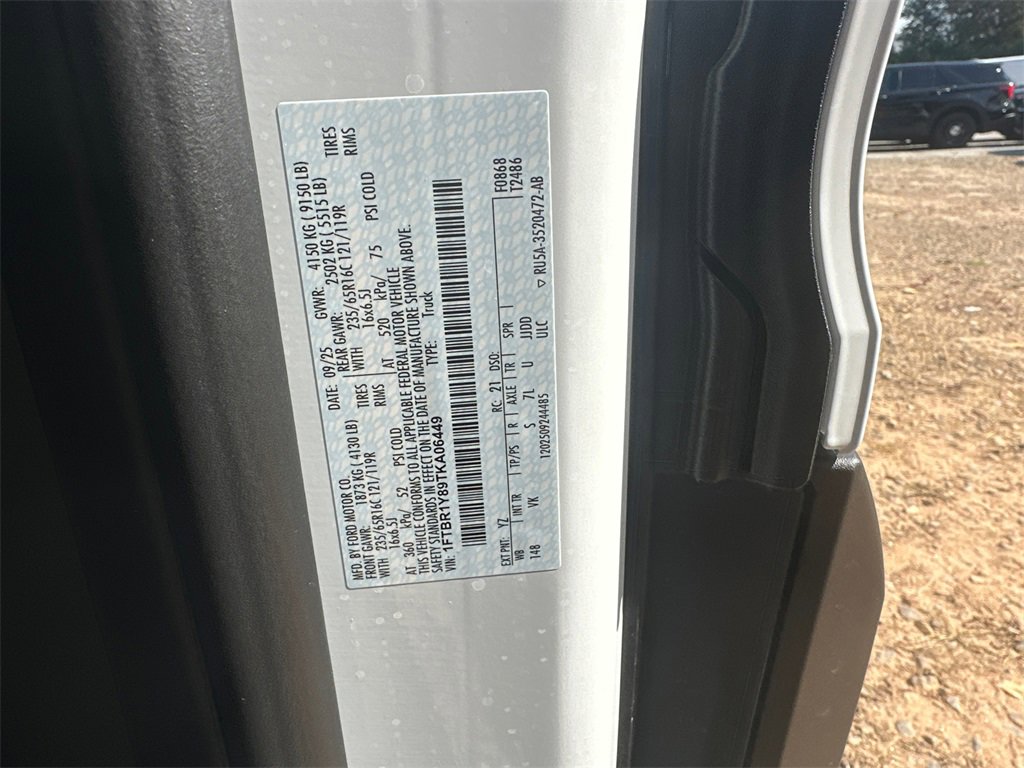 MFD. BY FORD MOTOR CO. DATE: 09/25 GVWR: 4150 KG ( 9150 LB)
FRONT GAWR: 1873 KG ( 4130 LB) REAR GAWR: 2502 KG ( 5515 LB)
WITH 235/65R16C 121/119R TIRES WITH 235/65R16C 121/119R TIRES
16x6.5J RIMS 16x6.5J RIMS
AT 360 kPa/ 52 PSI COLD AT 520 kPa/ 75 PSI COLD
THIS VEHICLE CONFORMS TO ALL APPLICABLE FEDERAL MOTOR VEHICLE
SAFETY STANDARDS IN EFFECT ON THE DATE OF MANUFACTURE SHOWN ABOVE.
VIN: 1FTBR1Y89TKA06449 TYPE: Truck
EXT PNT: YZ RC: 21 DSO: F0868
WB INT TR TP/PS R AXLE TR SPR T2486
148 VK S 7L U JJDD
ULC
120250924448S ▽ RU5A-3520472-AB